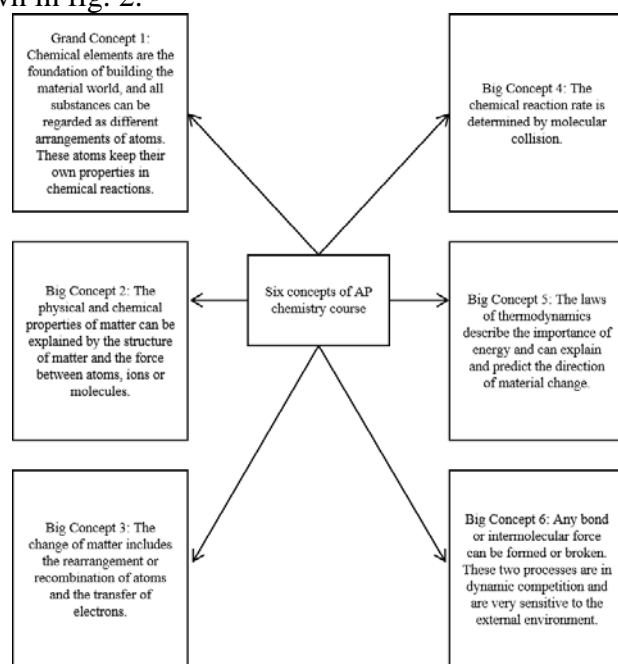 wn in fig. 2.
Grand Concept 1:
Chemical elements are the
foundation of building the
material world, and all
substances can be
regarded as different
arrangements of atoms.
These atoms keep their
own properties in
chemical reactions.
Big Concept 4: The
chemical reaction rate is
determined by molecular
collision.
Big Concept 2: The
physical and chemical
properties of matter can be
explained by the structure
of matter and the force
between atoms, ions or
molecules.
Six concepts of AP
chemistry course
Big Concept 5: The laws
of thermodynamics
describe the importance of
energy and can explain
and predict the direction
of material change.
Big Concept 3: The
change of matter includes
the rearrangement or
recombination of atoms
and the transfer of
electrons.
Big Concept 6: Any bond
or intermolecular force
can be formed or broken.
These two processes are in
dynamic competition and
are very sensitive to the
external environment.